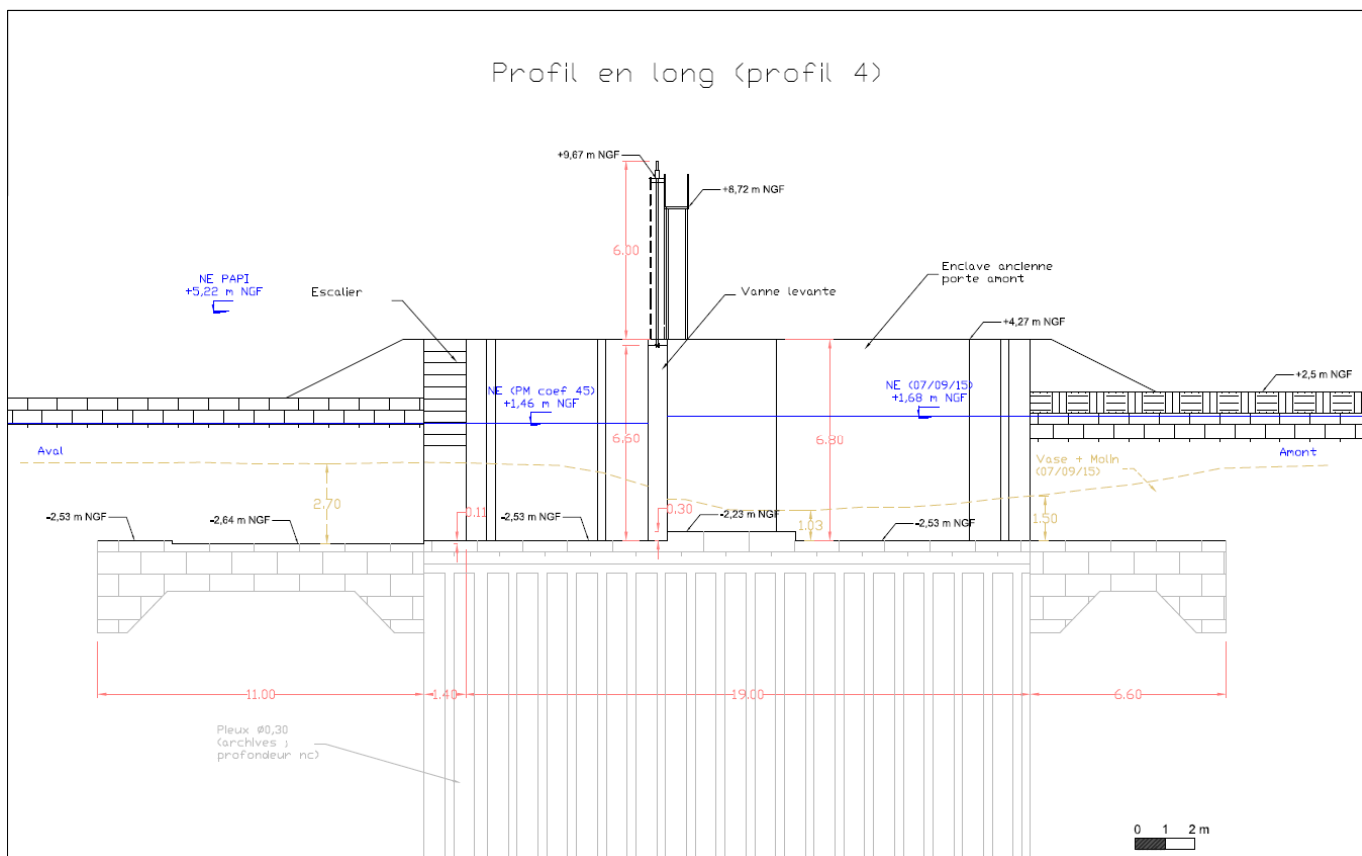 Profil en long (profil 4)
+9,67 m NGF
+8,72 m NGF
6.00
NE PAPI
+5,22 m NGF
Escalier
Vanne levante
Enclave ancienne
porte amont
+4,27 m NGF
+2,5 m NGF
NE (PM coef 45)
+1,46 m NGF
NE (07/09/15)
+1,68 m NGF
6.60
6.80
Aval
Amont
Vase + Molin
(07/09/15)
2.70
0.11
0.30
1.03
1.50
-2,53 m NGF
-2,64 m NGF
-2,53 m NGF
-2,23 m NGF
-2,53 m NGF
11.00
1.40
19.00
6.60
Pieux Ø0,30
(archives ;
profondeur nc)
0 1 2 m